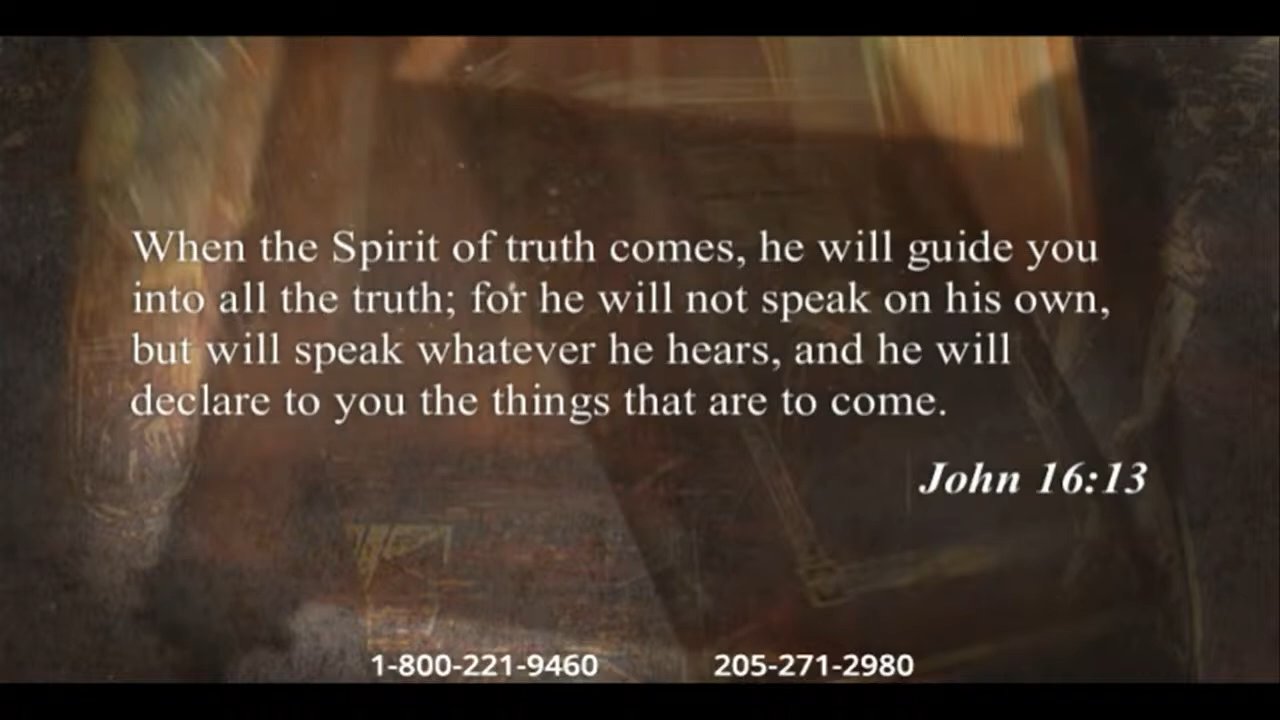 When the Spirit of truth comes, he will guide you
into all the truth; for he will not speak on his own,
but will speak whatever he hears, and he will
declare to you the things that are to come.
John 16:13
1-800-221-9460 205-271-2980